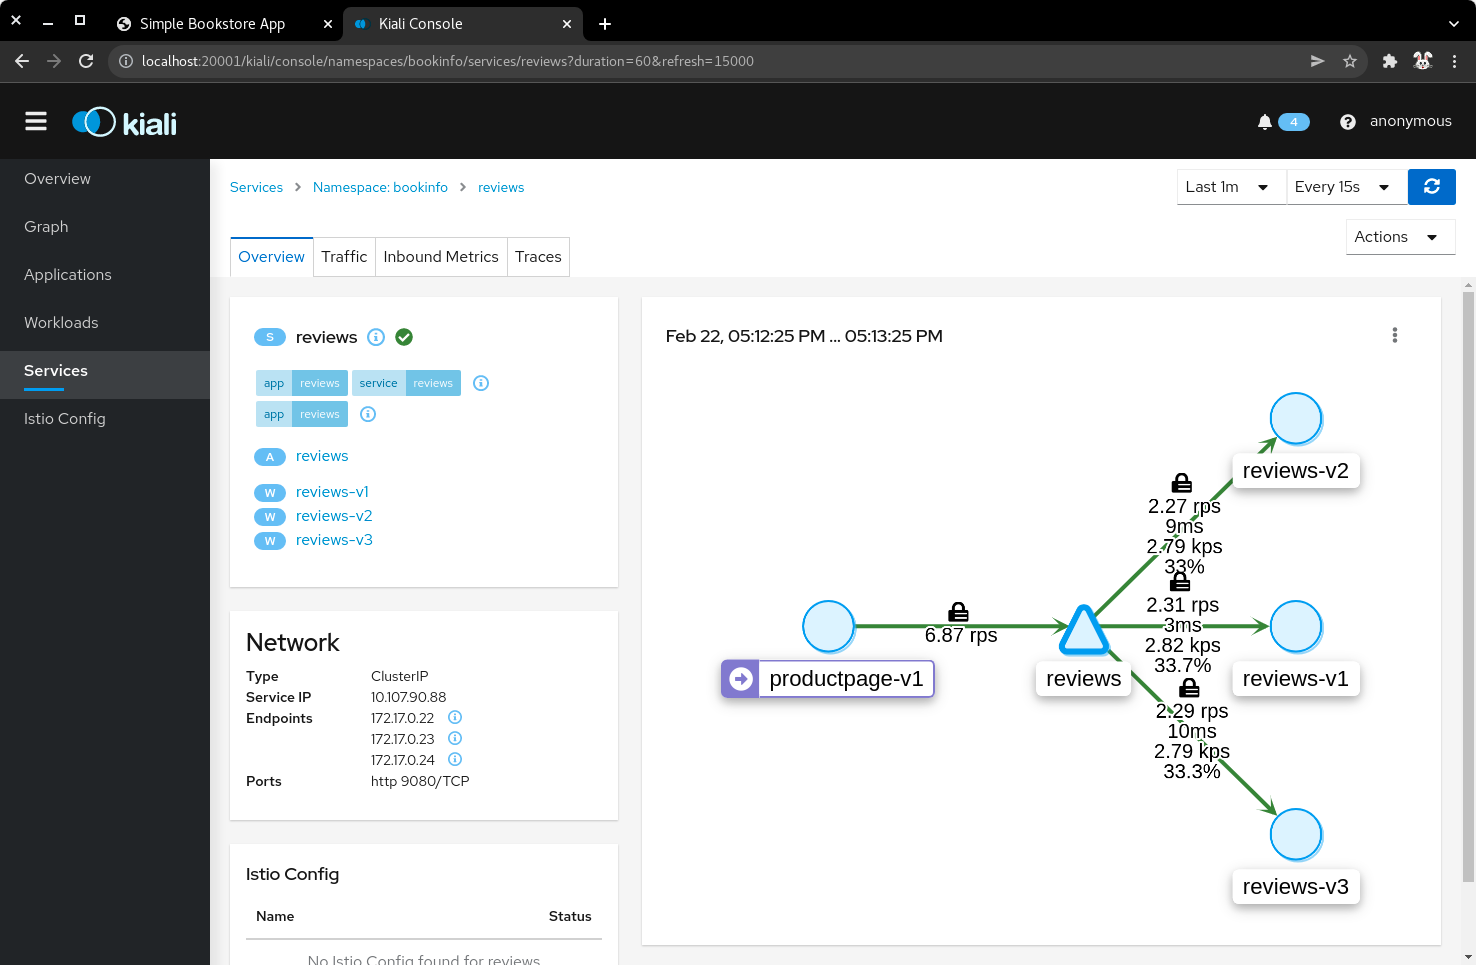 Simple Bookstore App
Kiali Console
localhost:20001/kiali/console/namespaces/bookinfo/services/reviews?duration=60&refresh=15000
kiali
4
anonymous
Overview
Graph
Applications
Workloads
Services
Istio Config
Services > Namespace: bookinfo > reviews
Last 1m
Every 15s
Actions
Overview
Traffic
Inbound Metrics
Traces
S reviews
app reviews service reviews
app reviews
A reviews
W reviews-v1
W reviews-v2
W reviews-v3
Network
Type ClusterIP
Service IP 10.107.90.88
Endpoints 172.17.0.22
172.17.0.23
172.17.0.24
Ports http 9080/TCP
Istio Config
Name Status
No Istio Config found for reviews
Feb 22, 05:12:25 PM ... 05:13:25 PM
reviews-v2
2.27 rps
9ms
2.79 kps
33%
2.31 rps
3ms
2.82 kps
33.7%
6.87 rps
productpage-v1
reviews
reviews-v1
2.29 rps
10ms
2.79 kps
33.3%
reviews-v3